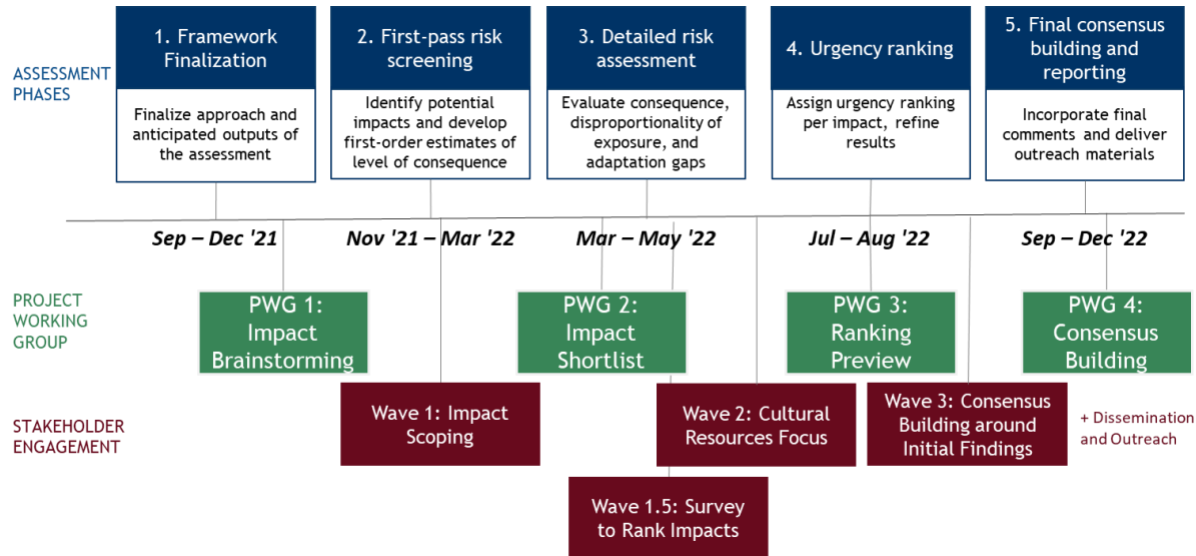 ASSESSMENT
PHASES
1. Framework
Finalization
Finalize approach and
anticipated outputs of
the assessment
2. First-pass risk
screening
Identify potential
impacts and develop
first-order estimates of
level of consequence
3. Detailed risk
assessment
Evaluate consequence,
disproportionality of
exposure, and
adaptation gaps
4. Urgency ranking
Assign urgency ranking
per impact, refine
results
5. Final consensus
building and
reporting
Incorporate final
comments and deliver
outreach materials
Sep – Dec '21
Nov '21 – Mar '22
Mar – May '22
Jul – Aug '22
Sep – Dec '22
PROJECT
WORKING
GROUP
PWG 1:
Impact
Brainstorming
PWG 2:
Impact
Shortlist
PWG 3:
Ranking
Preview
PWG 4:
Consensus
Building
STAKEHOLDER
ENGAGEMENT
Wave 1: Impact
Scoping
Wave 2: Cultural
Resources Focus
Wave 3: Consensus
Building around
Initial Findings
+ Dissemination
and Outreach
Wave 1.5: Survey
to Rank Impacts